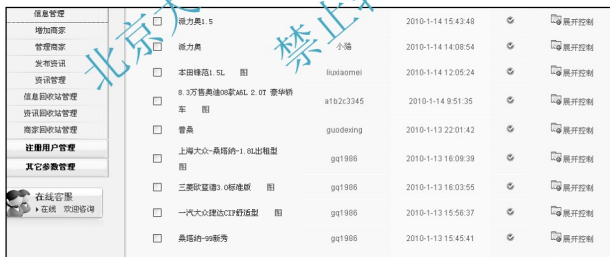 信息管理
增加商家
管理商家
发布资讯
资讯管理
信息回收站管理
资讯回收站管理
商家回收站管理
注册用户管理
其它参数管理
在线客服
在线 欢迎咨询
派力奥1.5 2010-1-14 15:43:48 展开控制
派力奥 2010-1-14 14:08:54 展开控制
本田锋范1.5L 图 liuxiaomei 2010-1-14 12:05:24 展开控制
8.3万售奥迪08款A6L 2.0T 豪华轿
车 图 a1b2c3345 2010-1-14 9:51:35 展开控制
普桑 guodexing 2010-1-13 22:01:42 展开控制
上海大众-桑塔纳-1.8L出租型
图 gq1986 2010-1-13 16:09:39 展开控制
三菱欧蓝德3.0标准版 图 gq1986 2010-1-13 16:03:55 展开控制
一汽大众捷达CIF舒适型 图 gq1986 2010-1-13 15:56:37 展开控制
桑塔纳-99新秀 gq1986 2010-1-13 15:45:41 展开控制
北京大
禁止